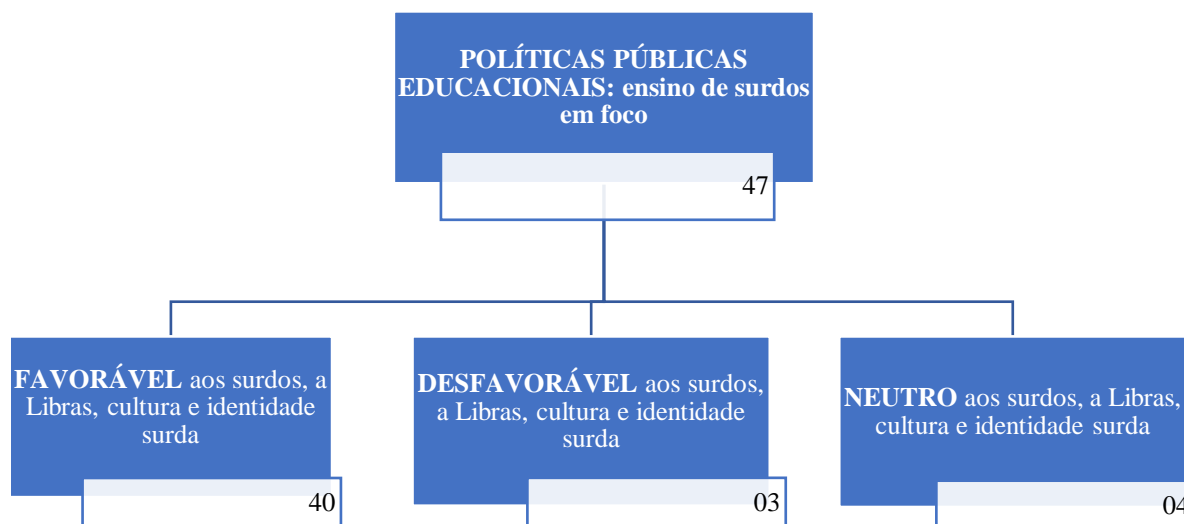 POLÍTICAS PÚBLICAS
EDUCACIONAIS: ensino de surdos
em foco
47
FAVORÁVEL aos surdos, a
Libras, cultura e identidade
surda
40
DESFAVORÁVEL aos surdos,
a Libras, cultura e identidade
surda
03
NEUTRO aos surdos, a Libras,
cultura e identidade surda
04